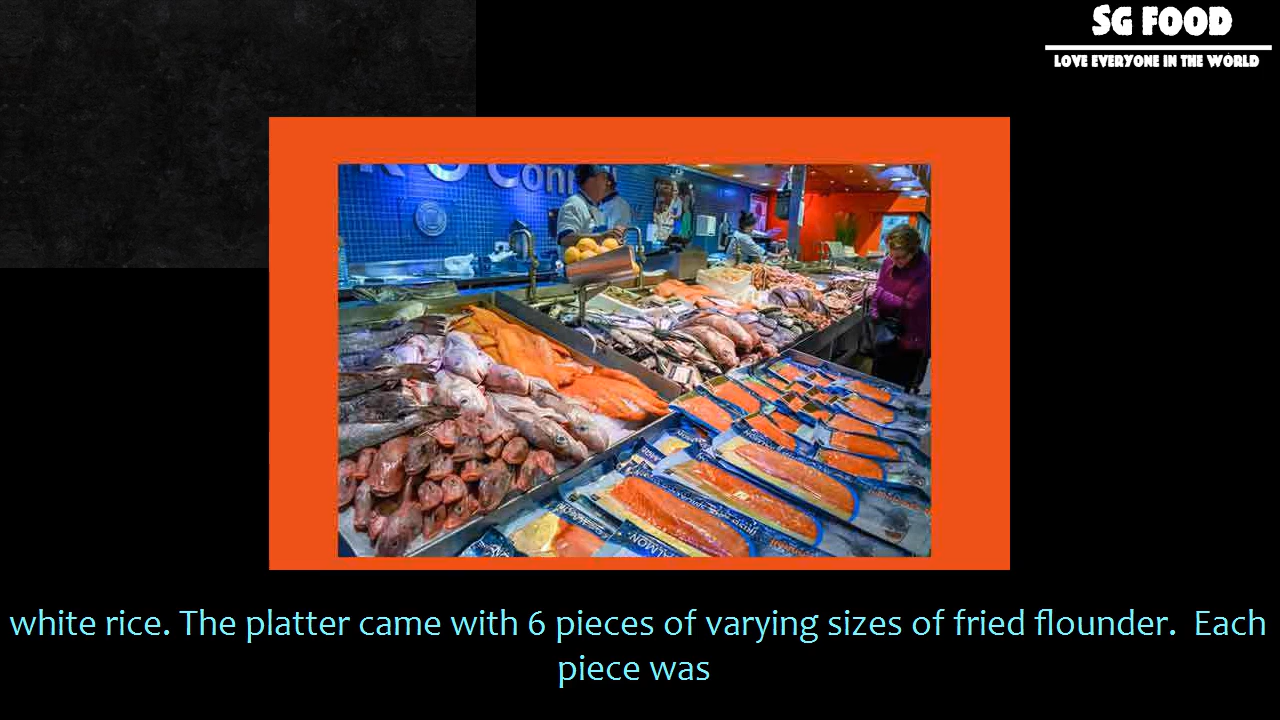 SG FOOD
LOVE EVERYONE IN THE WORLD
SALMON
white rice. The platter came with 6 pieces of varying sizes of fried flounder.  Each
piece was